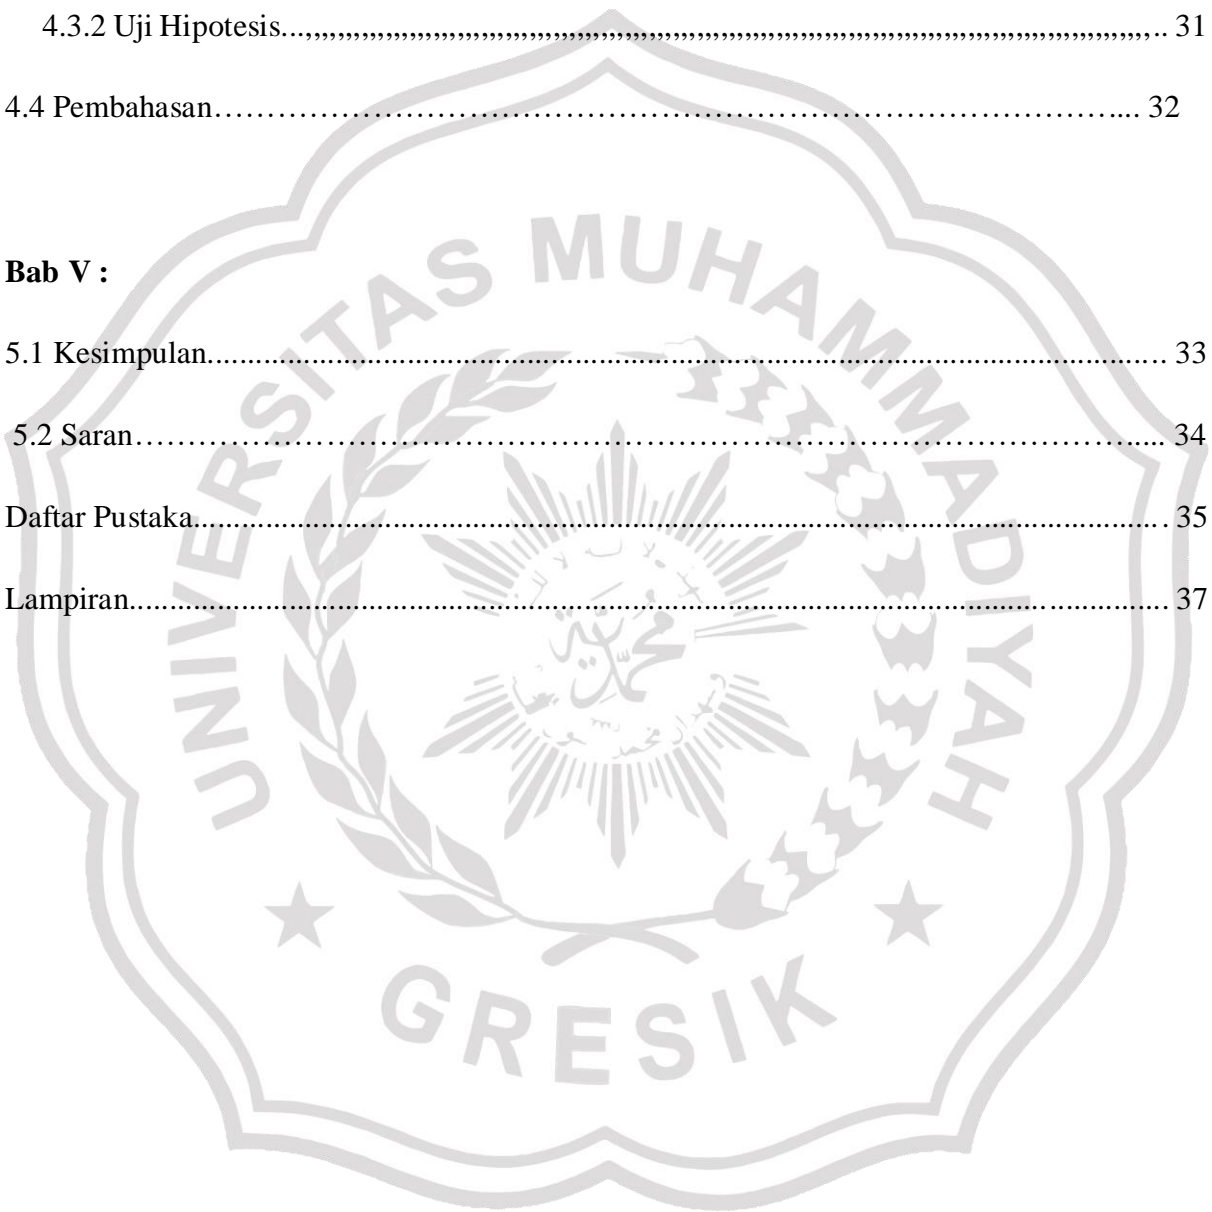 4.3.2 Uji Hipotesis...,,,,,,,,,,,,,,,,,,,,,,,,,,,,,,,,,,,,,,,,,,,,,,,,,,,,,,,,,,,,,,,,,,,,,,,,,,,,,,,,,,,,,,,,,,,,,,,,,,,,,,,,,.. 31
4.4 Pembahasan……………………………………………………………………………….... 32
Bab V :
5.1 Kesimpulan........................................................................................................................ 33
5.2 Saran………………………………………………………………………………………..... 34
Daftar Pustaka.......................................................................................................................... 35
Lampiran.................................................................................................................................. 37
UNIVERSITAS MUHAMMADIYAH
محمدية
GRESIK